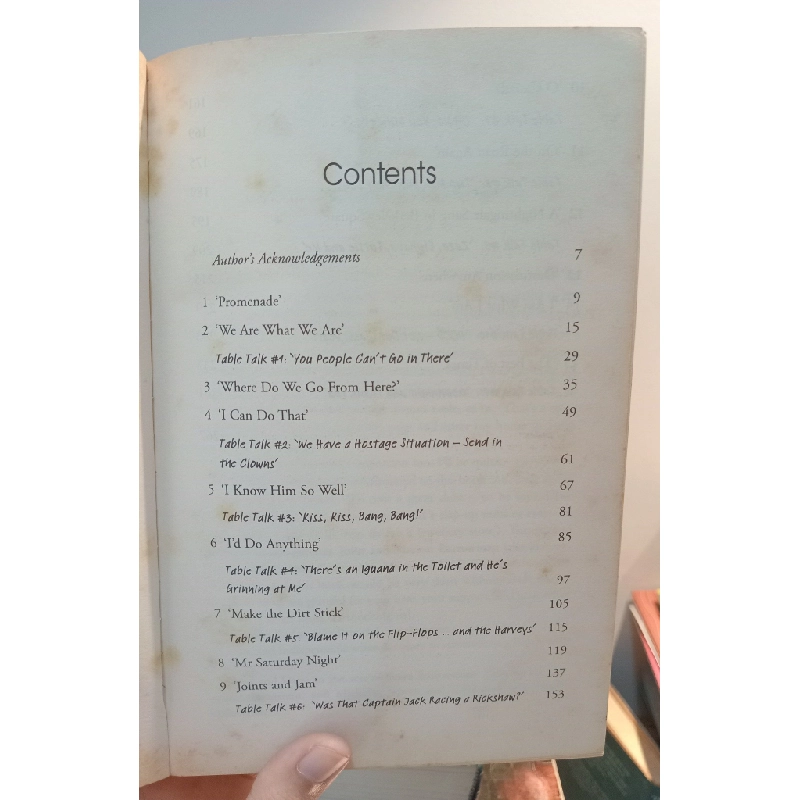 Contents
Author's Acknowledgements 7
1 'Promenade' 9
2 'We Are What We Are' 15
Table Talk #1: 'You People Can't Go in There' 29
3 'Where Do We Go From Here?' 35
4 'I Can Do That' 49
Table Talk #2: 'We Have a Hostage Situation – Send in
the Clowns' 61
5 'I Know Him So Well' 67
Table Talk #3: 'Kiss, Kiss, Bang, Bang!' 81
6 'I'd Do Anything' 85
Table Talk #4: 'There's an Iguana in the Toilet and He's
Grinning at Me' 97
7 'Make the Dirt Stick' 105
Table Talk #5: 'Blame It on the Flip-Flops... and the Harveys' 115
8 'Mr Saturday Night' 119
9 'Joints and Jam' 137
Table Talk #6: 'Was That Captain Jack Racing a Rickshaw?' 153